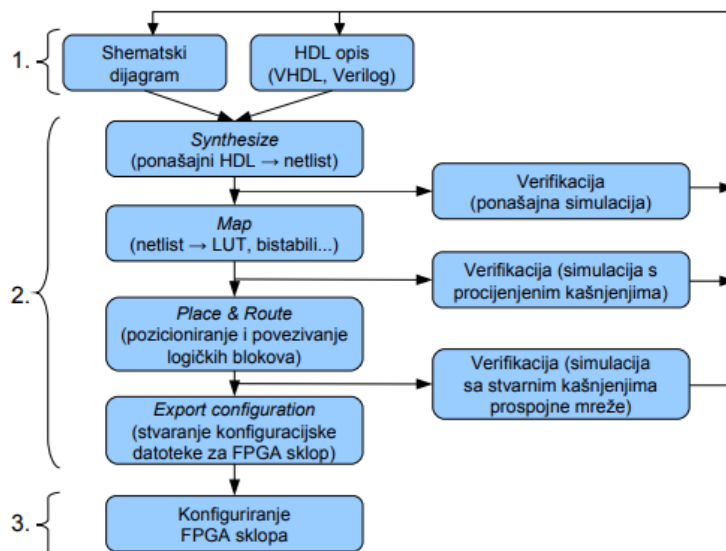 1.
Shematski
dijagram
HDL opis
(VHDL, Verilog)
2.
Synthesize
(ponašajni HDL → netlist)
Verifikacija
(ponašajna simulacija)
Map
(netlist → LUT, bistabili...)
Verifikacija (simulacija s
procijenjenim kašnjenjima)
Place & Route
(pozicioniranje i povezivanje
logičkih blokova)
Verifikacija (simulacija
sa stvarnim kašnjenjima
prospojne mreže)
Export configuration
(stvaranje konfiguracijske
datoteke za FPGA sklop)
3.
Konfiguriranje
FPGA sklopa